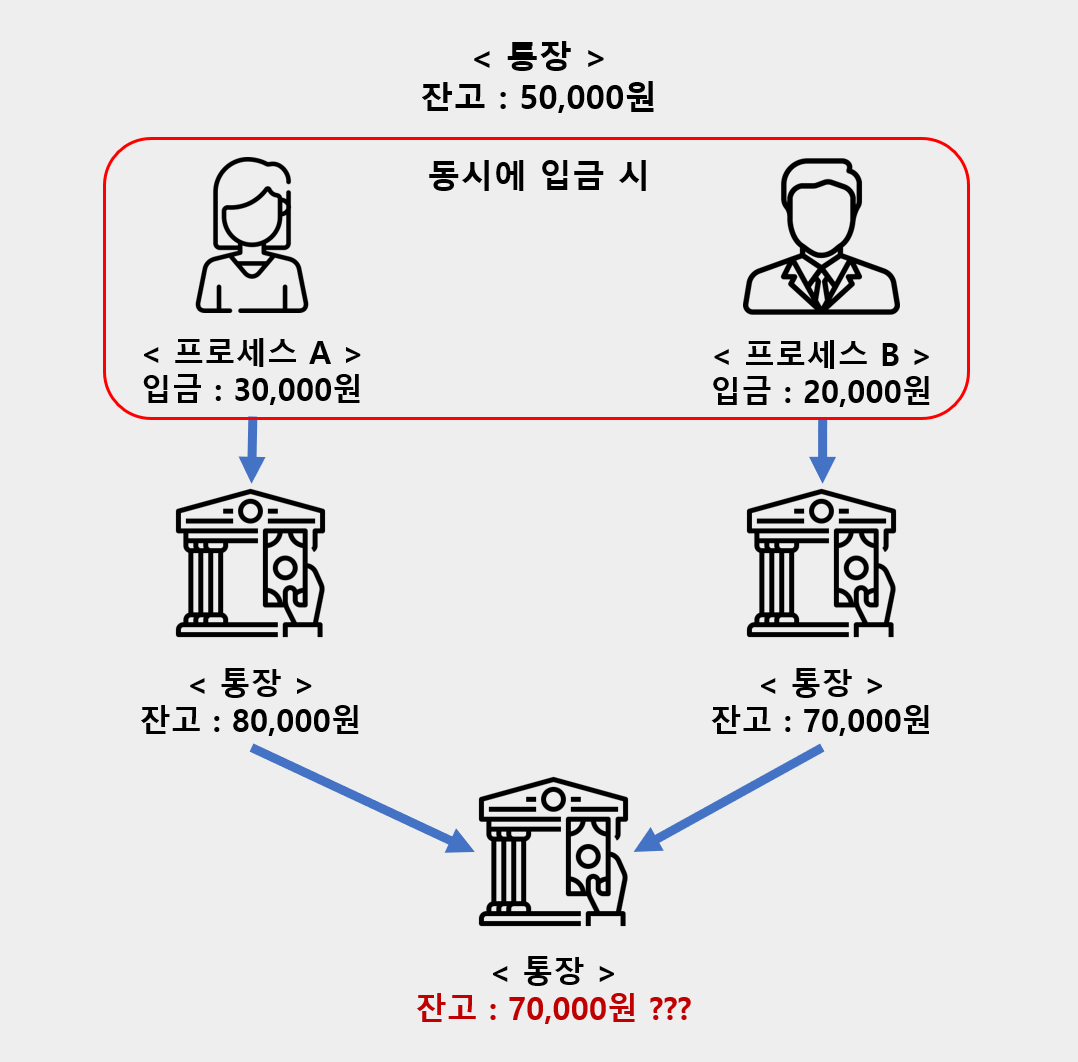 < 통장 >
잔고 : 50,000원
동시에 입금 시
< 프로세스 A >
입금 : 30,000원
< 프로세스 B >
입금 : 20,000원
< 통장 >
잔고 : 80,000원
< 통장 >
잔고 : 70,000원
< 통장 >
잔고 : 70,000원 ???